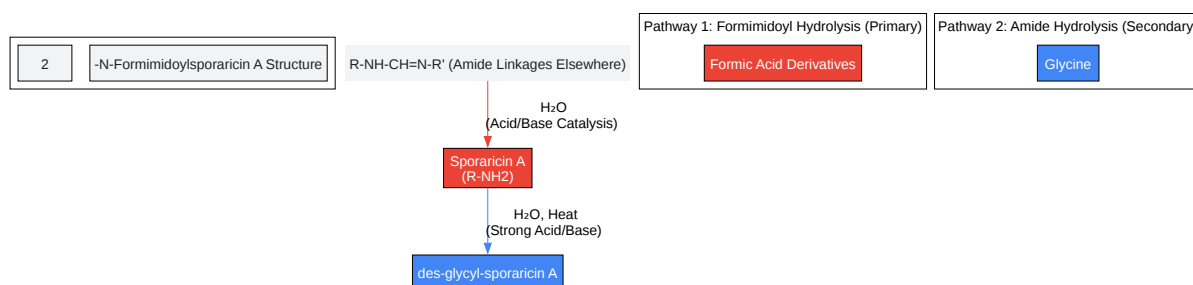 2
-N-Formimidoylsporaricin A Structure
R-NH-CH=N-R' (Amide Linkages Elsewhere)
Pathway 1: Formimidoyl Hydrolysis (Primary)
Formic Acid Derivatives
Pathway 2: Amide Hydrolysis (Secondary)
Glycine
H₂O
(Acid/Base Catalysis)
Sporaricin A
(R-NH2)
H₂O, Heat
(Strong Acid/Base)
des-glycyl-sporaricin A